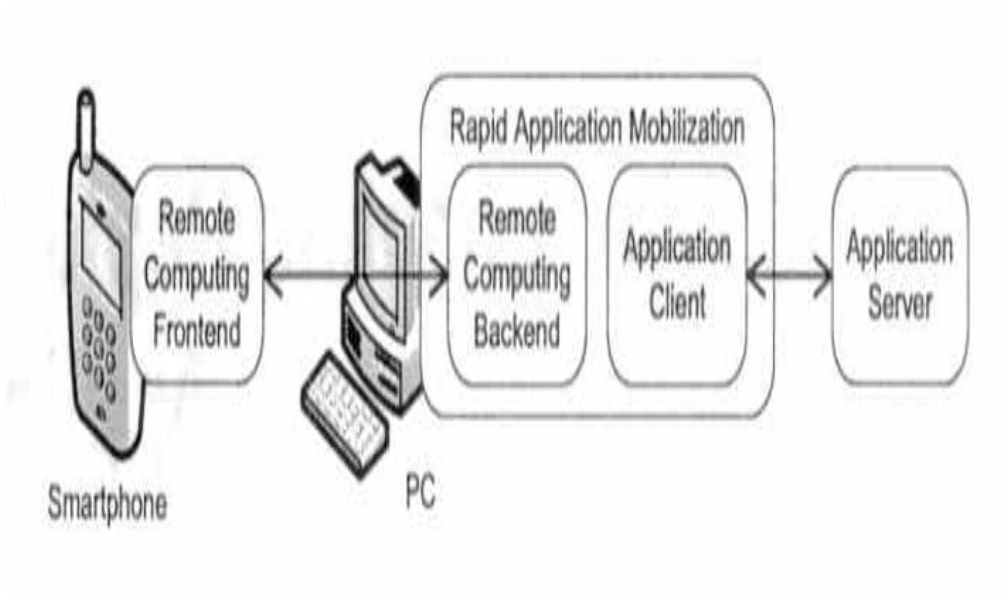 Rapid Application Mobilization
Remote
Computing
Frontend
Remote
Computing
Backend
Application
Client
Application
Server
Smartphone
PC